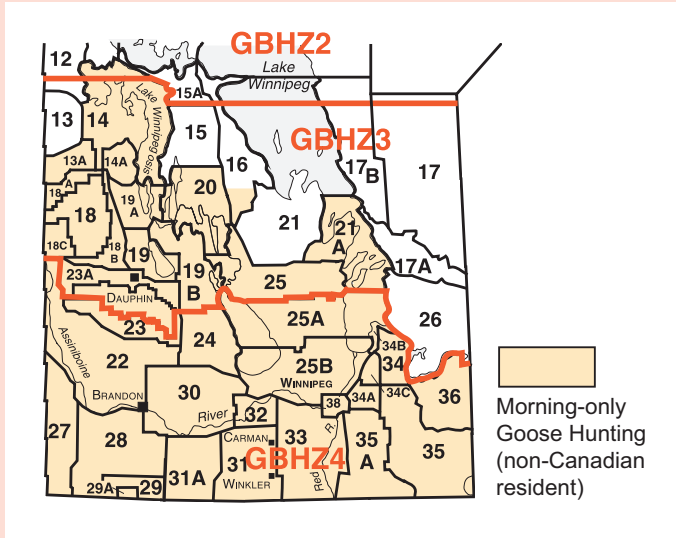 GBHZ2
12
Lake
Winnipeg
15A
Lake Winnipegosis
13
14
15
GBHZ3
13A
14A
16
17
B
17
18
A
20
18
19
A
21
21
A
18C
18
B
19
19
B
17A
23A
25
DAUPHIN
23
25A
26
24
Assiniboine
34B
34
22
25B
WINNIPEG
30
BRANDON
River
32
38
34A
34C
36
27
28
CARMAN
33
R.
35
A
35
31
GBHZ4
31A
WINKLER
Red
29A
29
Morning-only
Goose Hunting
(non-Canadian
resident)